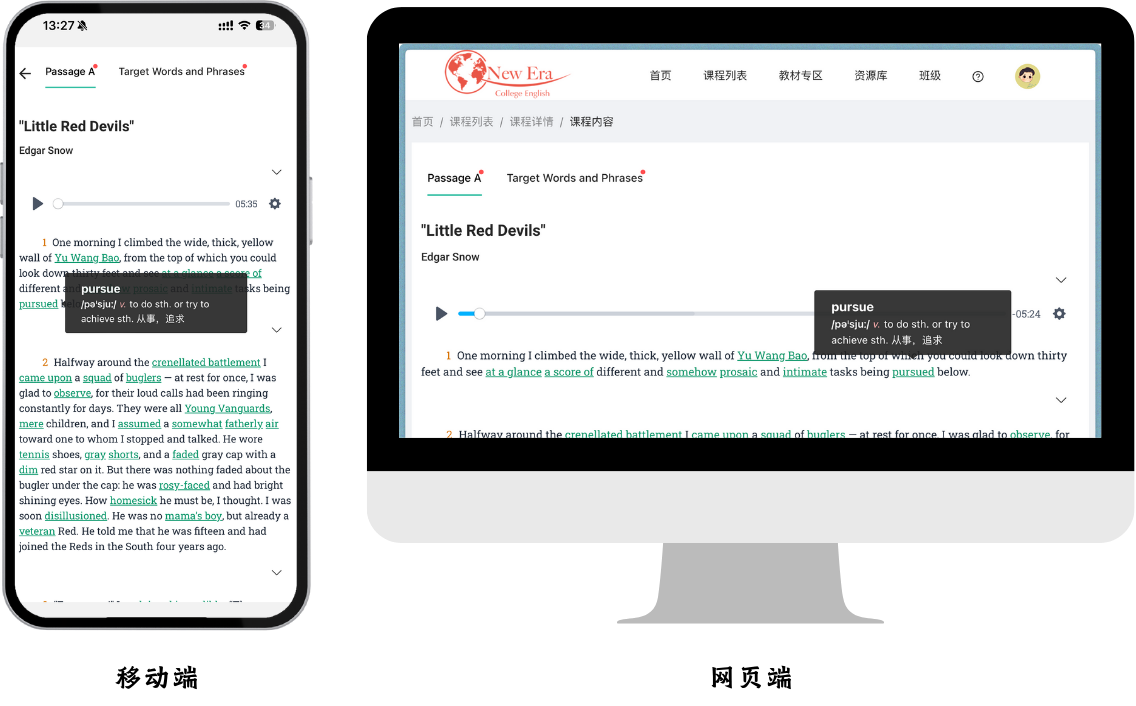 13:27
34
Passage A
Target Words and Phrases
"Little Red Devils"
Edgar Snow
05:35
1 One morning I climbed the wide, thick, yellow
wall of Yu Wang Bao, from the top of which you could
look down thirty feet and see at a glance a score of
different and somehow prosaic and intimate tasks being
pursued
pursue
/pə'sju:/ v. to do sth. or try to
achieve sth. 从事，追求
2 Halfway around the crenellated battlement I
came upon a squad of buglers — at rest for once, I was
glad to observe, for their loud calls had been ringing
constantly for days. They were all Young Vanguards,
mere children, and I assumed a somewhat fatherly air
toward one to whom I stopped and talked. He wore
tennis shoes, gray shorts, and a faded gray cap with a
dim red star on it. But there was nothing faded about the
bugler under the cap: he was rosy-faced and had bright
shining eyes. How homesick he must be, I thought. I was
soon disillusioned. He was no mama's boy, but already a
veteran Red. He told me that he was fifteen and had
joined the Reds in the South four years ago.
移动端
New Era
College English
首页 课程列表 教材专区 资源库 班级
首页 / 课程列表 / 课程详情 / 课程内容
Passage A
Target Words and Phrases
"Little Red Devils"
Edgar Snow
-05:24
pursue
/pə'sju:/ v. to do sth. or try to
achieve sth. 从事，追求
1 One morning I climbed the wide, thick, yellow wall of Yu Wang Bao, from the top of which you could look down thirty
feet and see at a glance a score of different and somehow prosaic and intimate tasks being pursued below.
2 Halfway around the crenellated battlement I came upon a squad of buglers — at rest for once, I was glad to observe, for
网页端